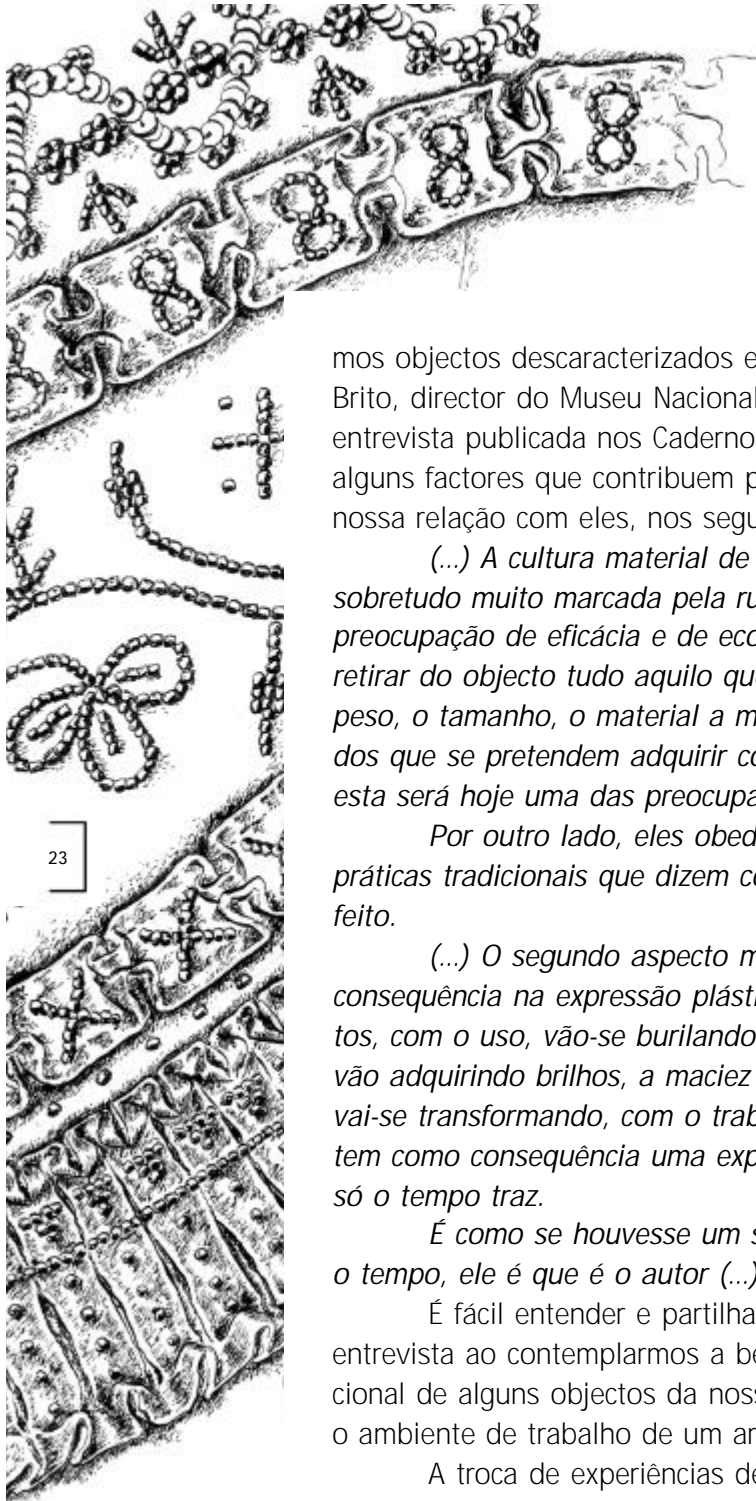 mos objectos descaracterizados e
Brito, director do Museu Nacional
entrevista publicada nos Caderno
alguns factores que contribuem p
nossa relação com eles, nos segu
(...) A cultura material de
sobretudo muito marcada pela ru
preocupação de eficácia e de eco
retirar do objecto tudo aquilo que
peso, o tamanho, o material a m
dos que se pretendem adquirir co
esta será hoje uma das preocupa
23
Por outro lado, eles obed
práticas tradicionais que dizem co
feito.
(...) O segundo aspecto m
consequência na expressão plásti
tos, com o uso, vão-se burilando
vão adquirindo brilhos, a maciez
vai-se transformando, com o trab
tem como consequência uma exp
só o tempo traz.
É como se houvesse um s
o tempo, ele é que é o autor (...)
É fácil entender e partilha
entrevista ao contemplarmos a be
cional de alguns objectos da noss
o ambiente de trabalho de um ar
A troca de experiências de